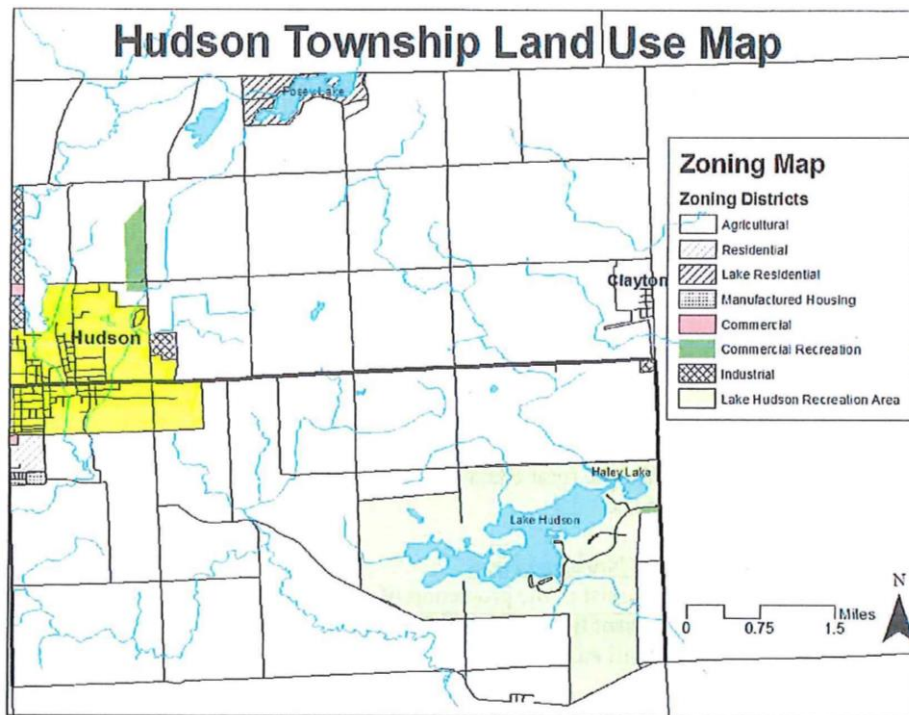 Hudson Township Land Use Map
Posey Lake
Zoning Map
Zoning Districts
Agricultural
Residential
Lake Residential
Manufactured Housing
Commercial
Commercial Recreation
Industrial
Lake Hudson Recreation Area
Clayton
Hudson
Haley Lake
Lake Hudson
N
Miles
0 0.75 1.5